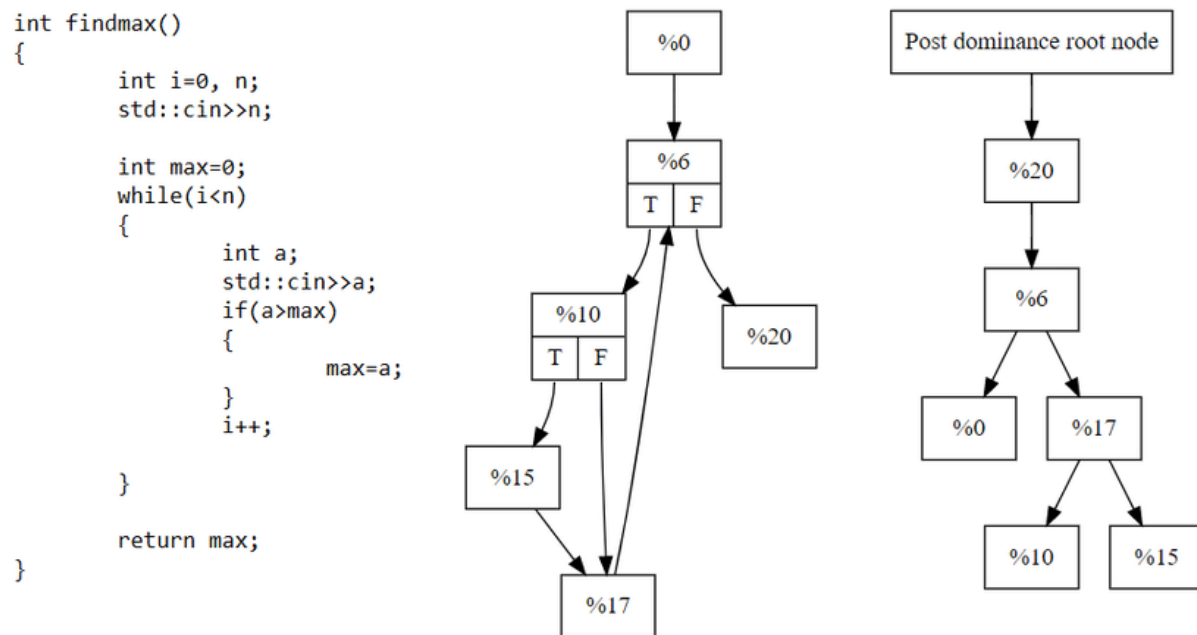 int findmax()
{
int i=0, n;
std::cin>>n;
int max=0;
while(i<n)
{
int a;
std::cin>>a;
if(a>max)
{
max=a;
}
i++;
}
return max;
}
%0
%6
T F
%10
T F
%20
%15
%17
Post dominance root node
%20
%6
%0 %17
%10 %15